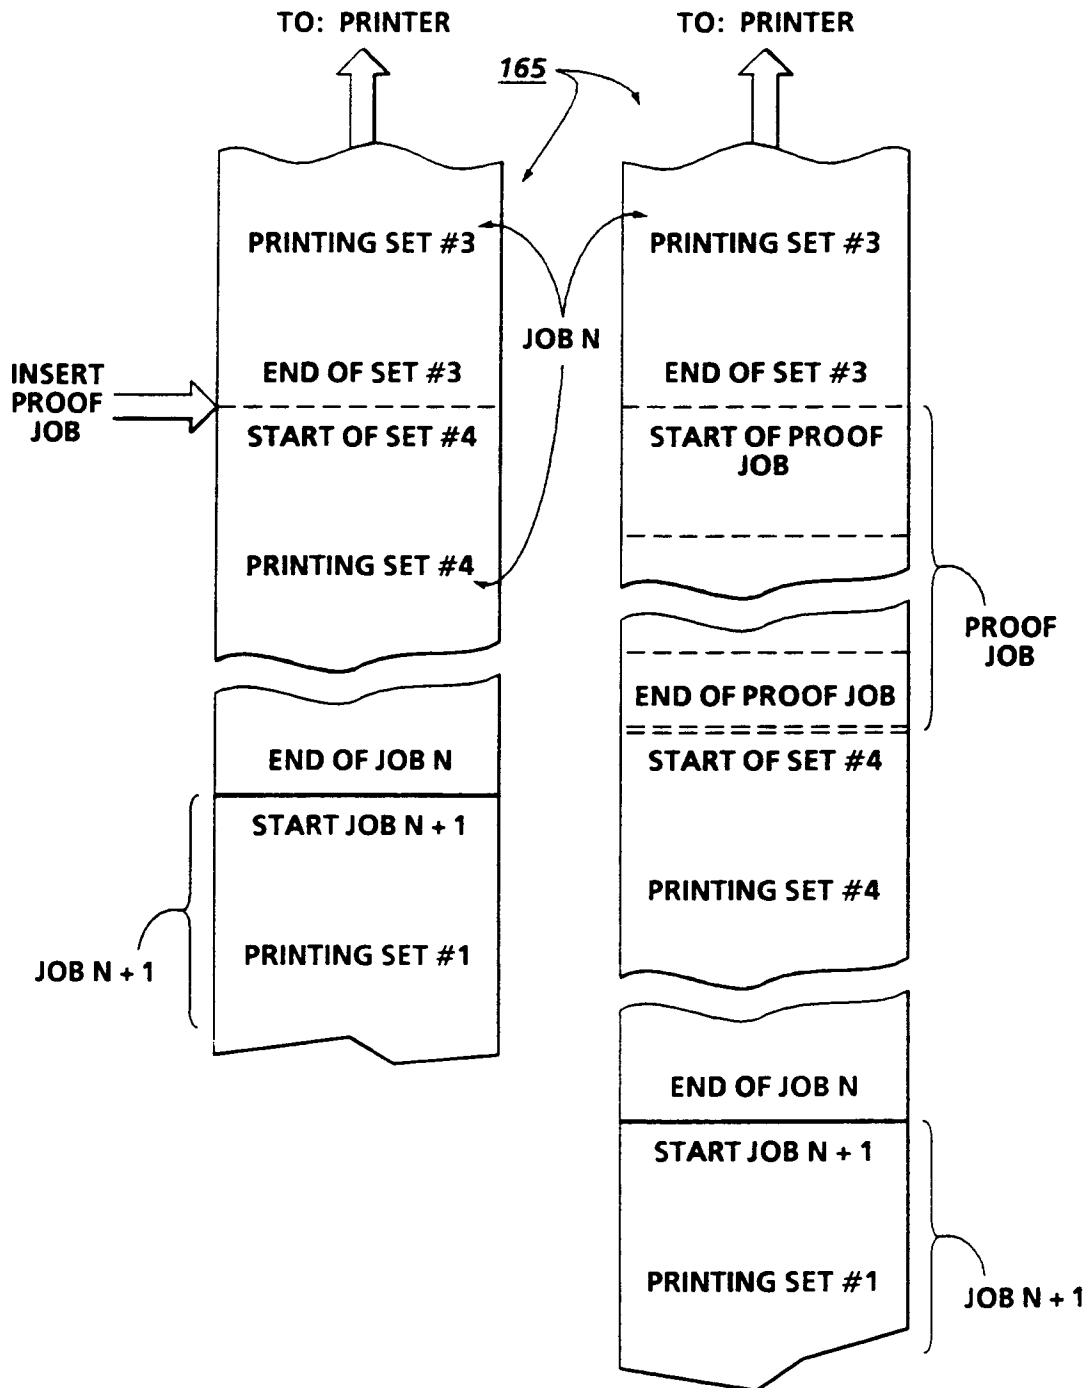 TO: PRINTER
TO: PRINTER
165
PRINTING SET #3
END OF SET #3
INSERT
PROOF
JOB
START OF SET #4
PRINTING SET #4
END OF JOB N
START JOB N + 1
PRINTING SET #1
JOB N + 1
JOB N
PRINTING SET #3
END OF SET #3
START OF PROOF
JOB
PROOF
JOB
END OF PROOF JOB
START OF SET #4
PRINTING SET #4
END OF JOB N
START JOB N + 1
PRINTING SET #1
JOB N + 1